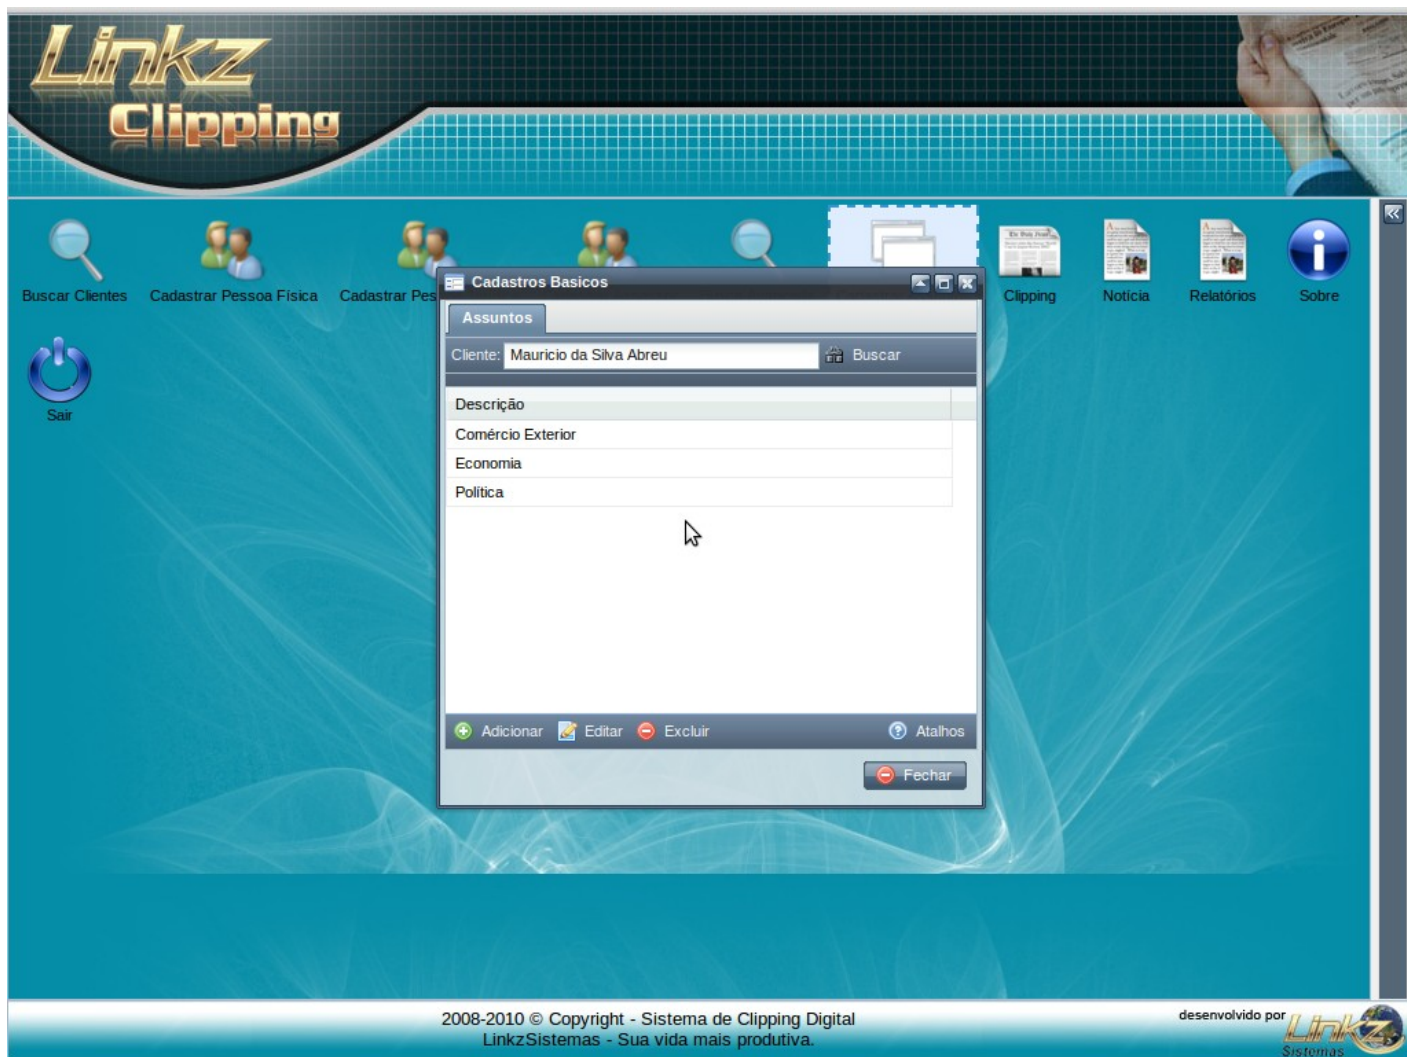 Linkz
Clipping
Buscar Clientes
Cadastrar Pessoa Física
Cadastrar Pes
Clipping
Notícia
Relatórios
Sobre
Sair
Cadastros Basicos
Assuntos
Cliente: Mauricio da Silva Abreu Buscar
Descrição
Comércio Exterior
Economia
Política
Adicionar Editar Excluir Atalhos
Fechar
2008-2010 © Copyright - Sistema de Clipping Digital
LinkzSistemas - Sua vida mais produtiva.
desenvolvido por
Linkz
Sistemas